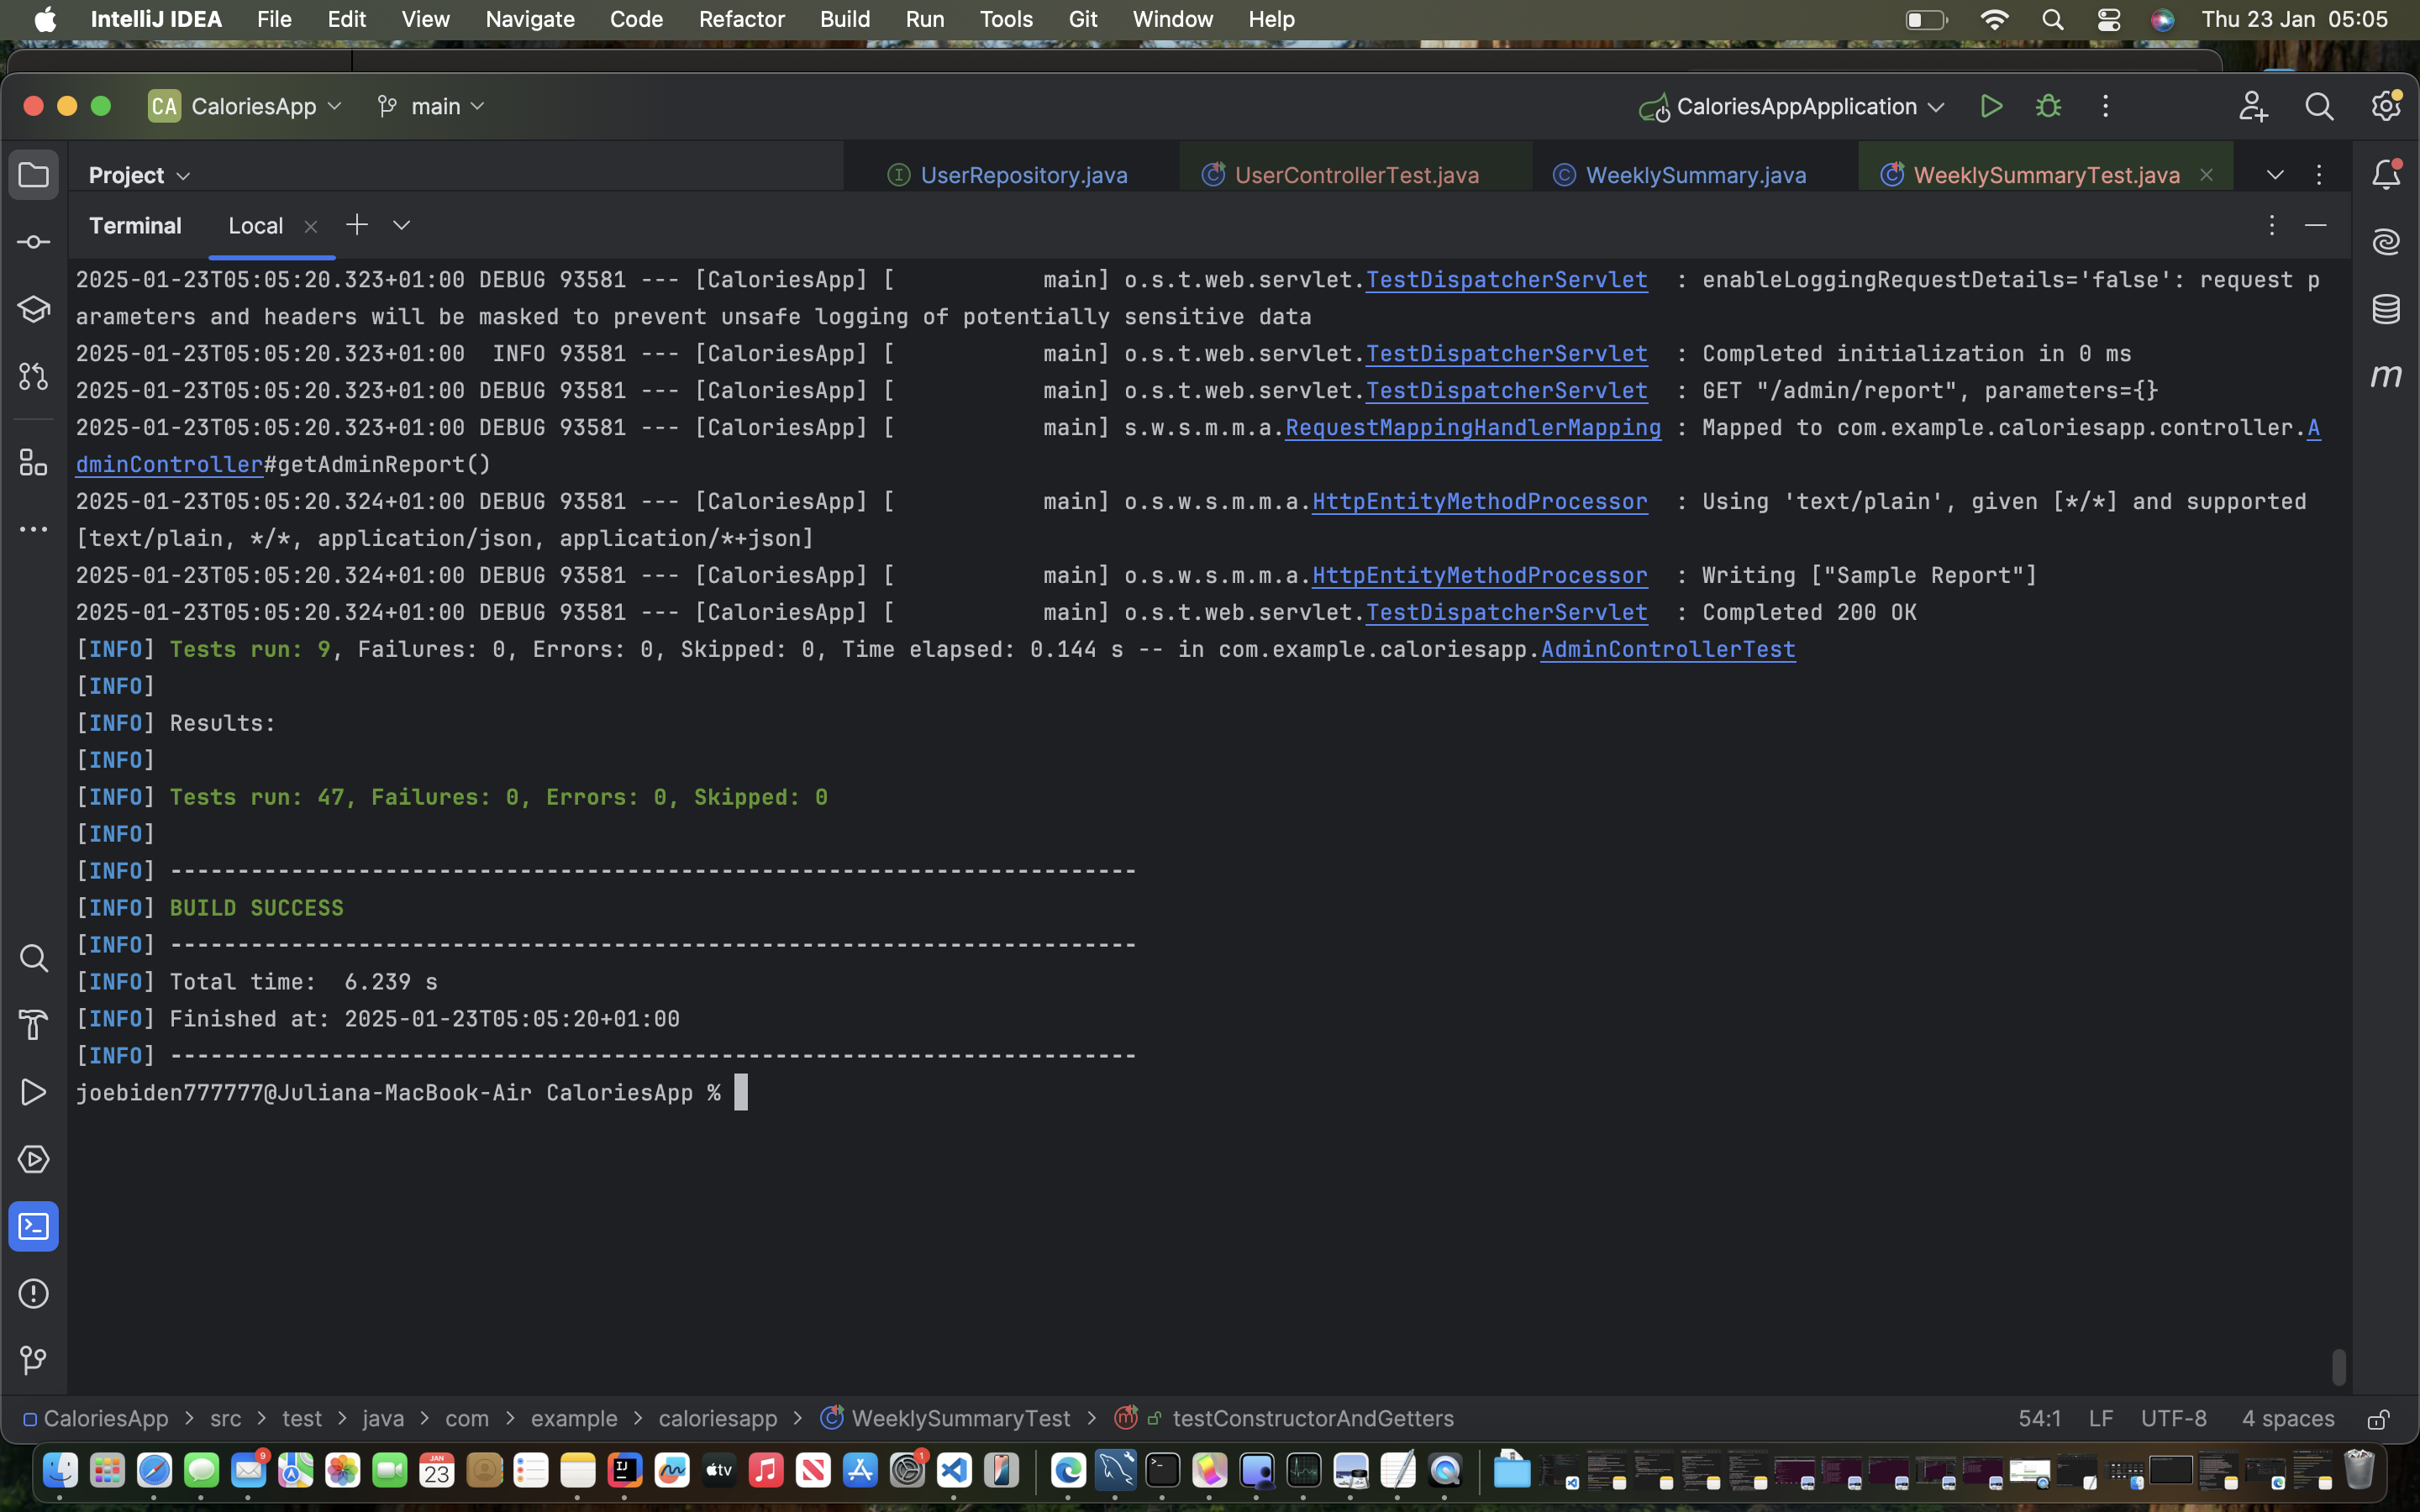 IntelliJ IDEA File Edit View Navigate Code Refactor Build Run Tools Git Window Help Thu 23 Jan 05:05
CA CaloriesApp main CaloriesAppApplication
Project UserRepository.java UserControllerTest.java WeeklySummary.java WeeklySummaryTest.java
Terminal Local
2025-01-23T05:05:20.323+01:00 DEBUG 93581 --- [CaloriesApp] [           main] o.s.t.web.servlet.TestDispatcherServlet  : enableLoggingRequestDetails='false': request p
arameters and headers will be masked to prevent unsafe logging of potentially sensitive data
2025-01-23T05:05:20.323+01:00  INFO 93581 --- [CaloriesApp] [           main] o.s.t.web.servlet.TestDispatcherServlet  : Completed initialization in 0 ms
2025-01-23T05:05:20.323+01:00 DEBUG 93581 --- [CaloriesApp] [           main] o.s.t.web.servlet.TestDispatcherServlet  : GET "/admin/report", parameters={}
2025-01-23T05:05:20.323+01:00 DEBUG 93581 --- [CaloriesApp] [           main] s.w.s.m.m.a.RequestMappingHandlerMapping : Mapped to com.example.caloriesapp.controller.A
dminController#getAdminReport()
2025-01-23T05:05:20.324+01:00 DEBUG 93581 --- [CaloriesApp] [           main] o.s.w.s.m.m.a.HttpEntityMethodProcessor  : Using 'text/plain', given [*/*] and supported
[text/plain, */*, application/json, application/*+json]
2025-01-23T05:05:20.324+01:00 DEBUG 93581 --- [CaloriesApp] [           main] o.s.w.s.m.m.a.HttpEntityMethodProcessor  : Writing ["Sample Report"]
2025-01-23T05:05:20.324+01:00 DEBUG 93581 --- [CaloriesApp] [           main] o.s.t.web.servlet.TestDispatcherServlet  : Completed 200 OK
[INFO] Tests run: 9, Failures: 0, Errors: 0, Skipped: 0, Time elapsed: 0.144 s -- in com.example.caloriesapp.AdminControllerTest
[INFO]
[INFO] Results:
[INFO]
[INFO] Tests run: 47, Failures: 0, Errors: 0, Skipped: 0
[INFO]
[INFO] ------------------------------------------------------------------------
[INFO] BUILD SUCCESS
[INFO] ------------------------------------------------------------------------
[INFO] Total time:  6.239 s
[INFO] Finished at: 2025-01-23T05:05:20+01:00
[INFO] ------------------------------------------------------------------------
joebiden777777@Juliana-MacBook-Air CaloriesApp %
CaloriesApp > src > test > java > com > example > caloriesapp > WeeklySummaryTest > testConstructorAndGetters 54:1 LF UTF-8 4 spaces
9 JAN 23 tv 1